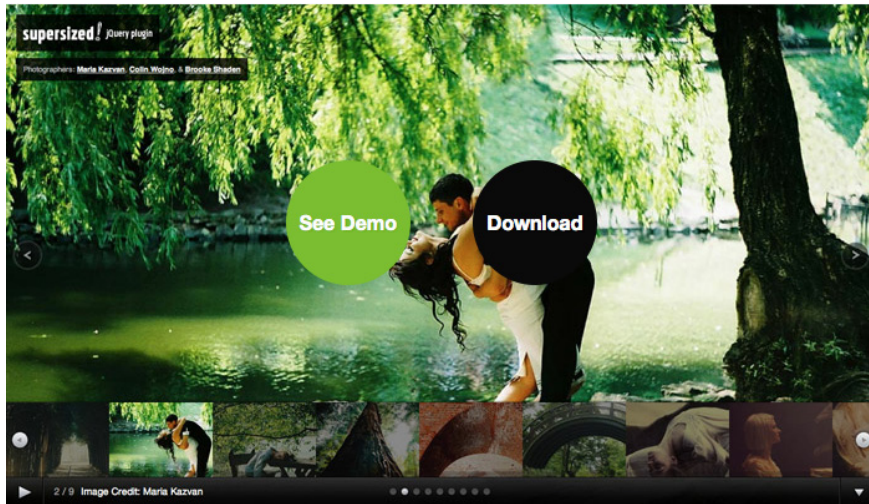 supersized! jQuery plugin
Photographers: Maria Kazvan, Colin Wojno, & Brooke Shaden
See Demo
Download
2 / 9 Image Credit: Maria Kazvan